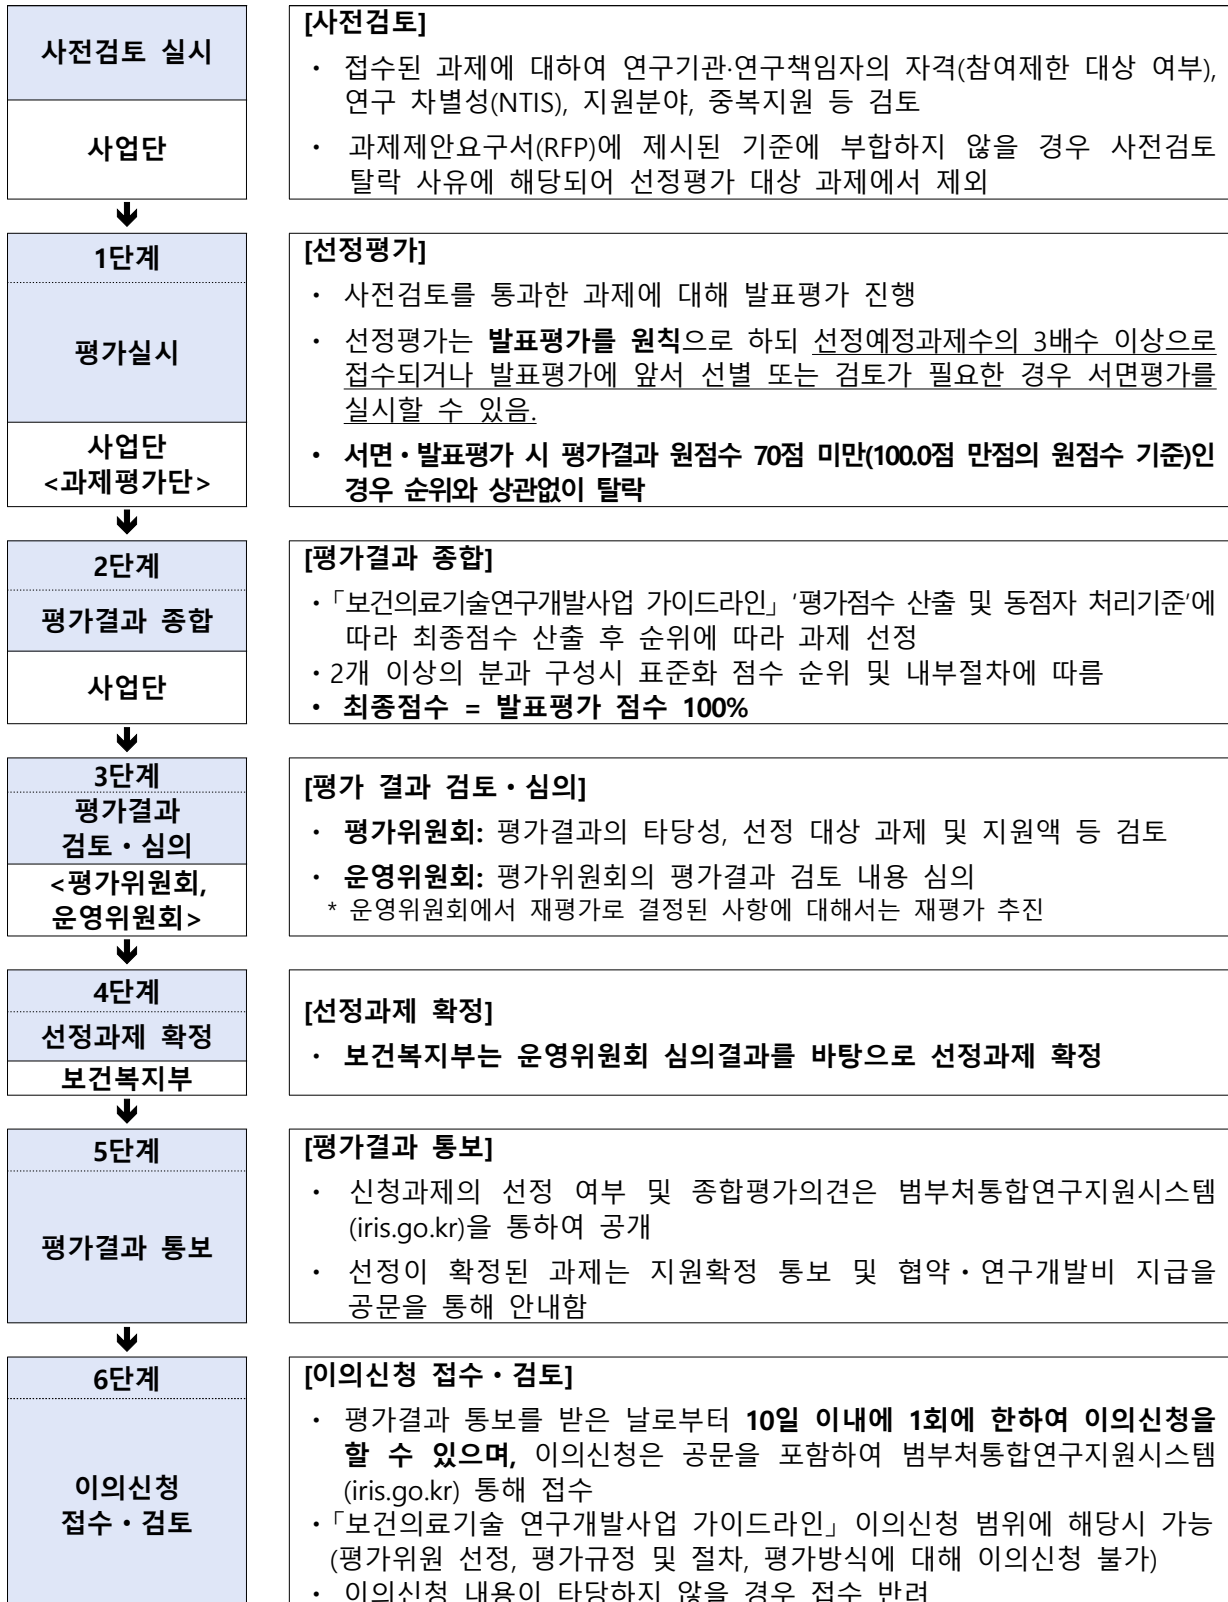 사전검토 실시
사업단
[사전검토]
· 접수된 과제에 대하여 연구기관·연구책임자의 자격(참여제한 대상 여부),
연구 차별성(NTIS), 지원분야, 중복지원 등 검토
· 과제제안요구서(RFP)에 제시된 기준에 부합하지 않을 경우 사전검토
탈락 사유에 해당되어 선정평가 대상 과제에서 제외
🡻
1단계
평가실시
사업단
<과제평가단>
[선정평가]
· 사전검토를 통과한 과제에 대해 발표평가 진행
· 선정평가는 발표평가를 원칙으로 하되 선정예정과제수의 3배수 이상으로
접수되거나 발표평가에 앞서 선별 또는 검토가 필요한 경우 서면평가를
실시할 수 있음.
· 서면·발표평가 시 평가결과 원점수 70점 미만(100.0점 만점의 원점수 기준)인
경우 순위와 상관없이 탈락
🡻
2단계
평가결과 종합
사업단
[평가결과 종합]
·「보건의료기술연구개발사업 가이드라인」'평가점수 산출 및 동점자 처리기준'에
따라 최종점수 산출 후 순위에 따라 과제 선정
·2개 이상의 분과 구성시 표준화 점수 순위 및 내부절차에 따름
· 최종점수 = 발표평가 점수 100%
🡻
3단계
평가결과
검토·심의
<평가위원회,
운영위원회>
[평가 결과 검토·심의]
· 평가위원회: 평가결과의 타당성, 선정 대상 과제 및 지원액 등 검토
· 운영위원회: 평가위원회의 평가결과 검토 내용 심의
* 운영위원회에서 재평가로 결정된 사항에 대해서는 재평가 추진
🡻
4단계
선정과제 확정
보건복지부
[선정과제 확정]
· 보건복지부는 운영위원회 심의결과를 바탕으로 선정과제 확정
🡻
5단계
평가결과 통보
[평가결과 통보]
· 신청과제의 선정 여부 및 종합평가의견은 범부처통합연구지원시스템
(iris.go.kr)을 통하여 공개
· 선정이 확정된 과제는 지원확정 통보 및 협약·연구개발비 지급을
공문을 통해 안내함
🡻
6단계
이의신청
접수·검토
[이의신청 접수·검토]
· 평가결과 통보를 받은 날로부터 10일 이내에 1회에 한하여 이의신청을
할 수 있으며, 이의신청은 공문을 포함하여 범부처통합연구지원시스템
(iris.go.kr) 통해 접수
·「보건의료기술 연구개발사업 가이드라인」 이의신청 범위에 해당시 가능
(평가위원 선정, 평가규정 및 절차, 평가방식에 대해 이의신청 불가)
· 이의신청 내용이 타당하지 않을 경우 접수 반려